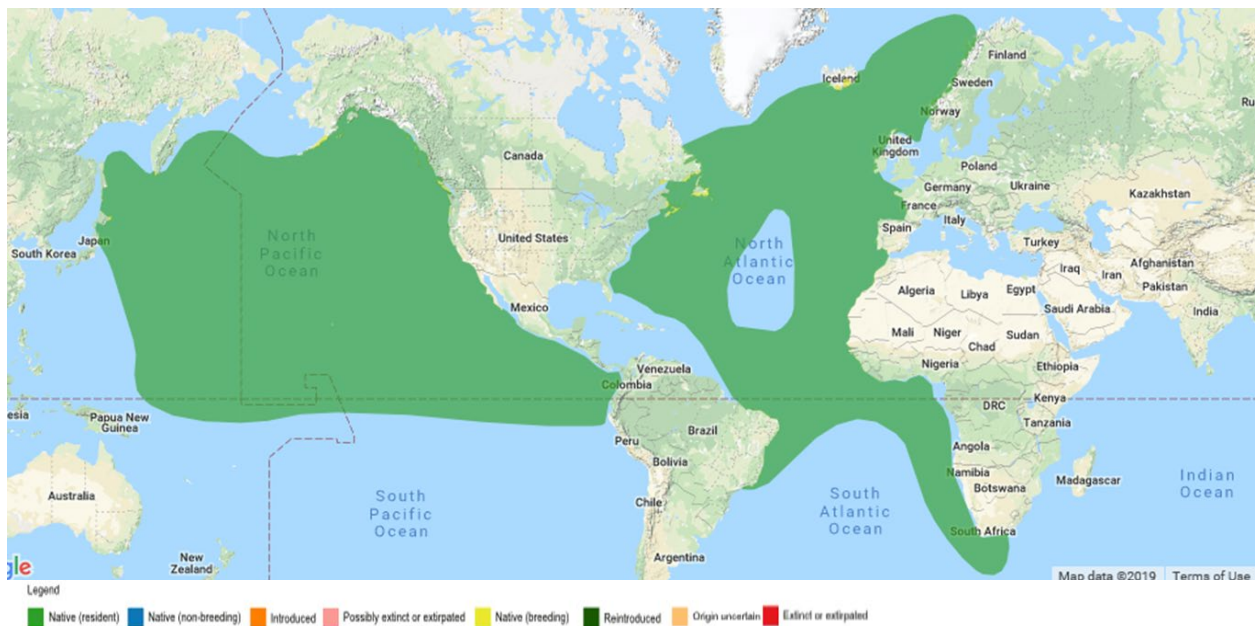 Finland
Iceland
Sweden
Norway
Ru
United
Kingdom
Canada
Poland
Germany
Ukraine
Kazakhstan
France
Italy
Spain
Turkey
South Korea
Japan
North
Pacific
Ocean
United States
North
Atlantic
Ocean
Afghanistan
Iraq
Iran
Pakistan
Algeria
Libya
Egypt
Saudi Arabia
India
Mexico
Mali
Niger
Sudan
Chad
Nigeria
Ethiopia
Venezuela
Colombia
esia
Papua New
Guinea
DRC
Kenya
Tanzania
Brazil
Peru
Angola
Bolivia
Namibia
Botswana
Madagascar
Indian
Ocean
Australia
South
Pacific
Ocean
Chile
South
Atlantic
Ocean
South Africa
Argentina
New
Zealand
gle
Map data ©2019 Terms of Use
Legend
Native (resident) Native (non-breeding) Introduced Possibly extinct or extirpated Native (breeding) Reintroduced Origin uncertain Extinct or extirpated